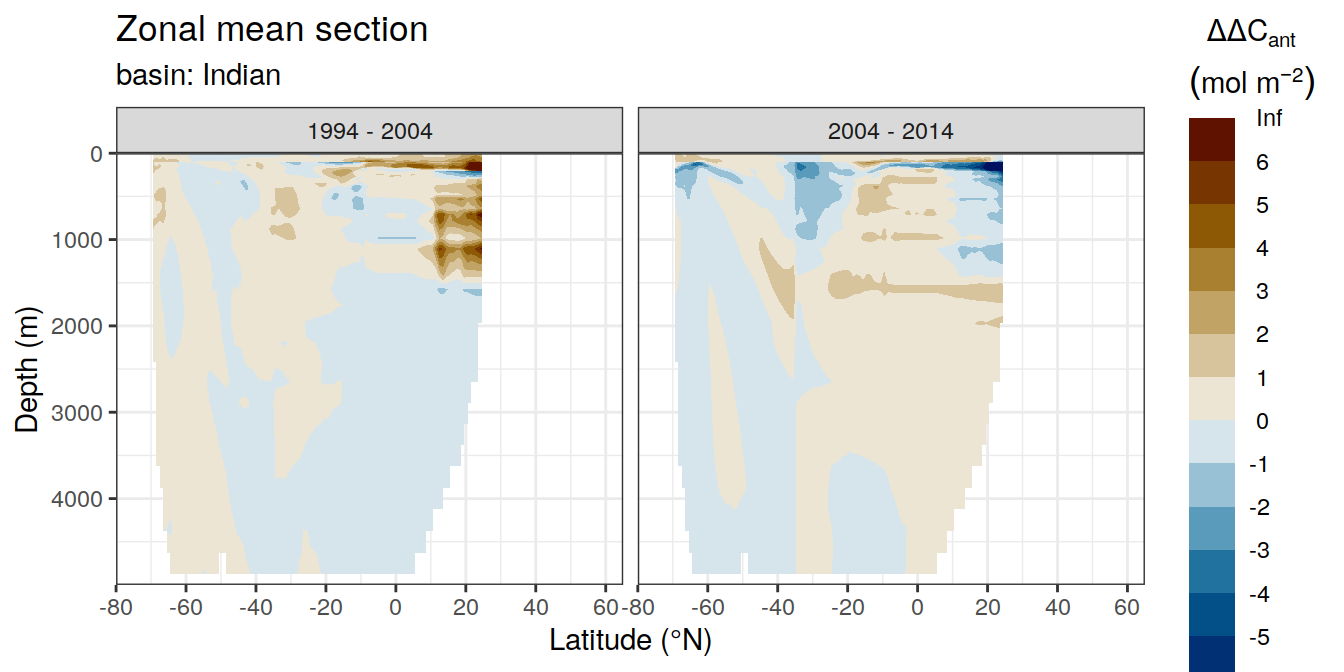 Zonal mean section
basin: Indian
1994 - 2004
2004 - 2014
Depth (m)
0
1000
2000
3000
4000
-80 -60 -40 -20 0 20 40 60
-80 -60 -40 -20 0 20 40 60
Latitude (°N)
ΔΔCant
(mol m⁻²)
Inf
6
5
4
3
2
1
0
-1
-2
-3
-4
-5